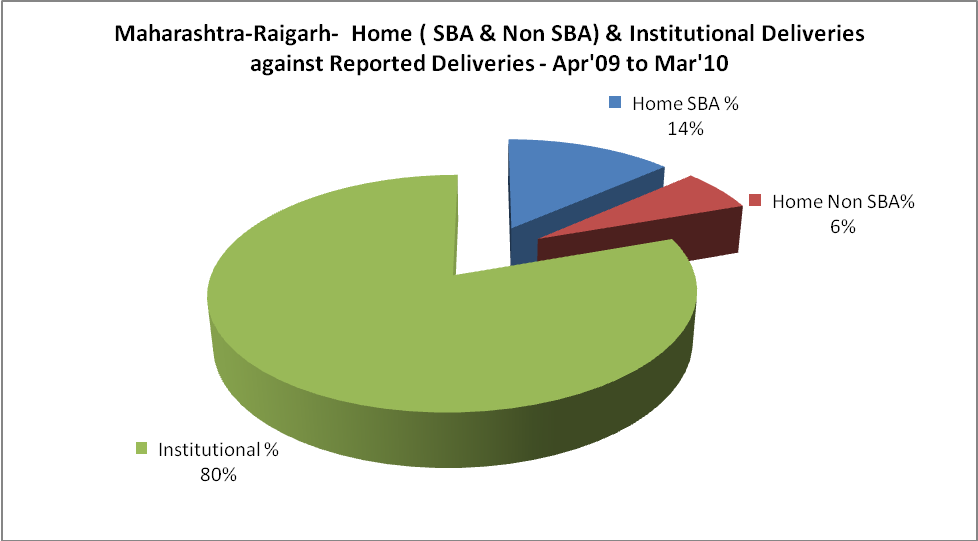 Maharashtra-Raigarh- Home ( SBA & Non SBA) & Institutional Deliveries
against Reported Deliveries - Apr'09 to Mar'10
Home SBA %
14%
Home Non SBA%
6%
Institutional %
80%